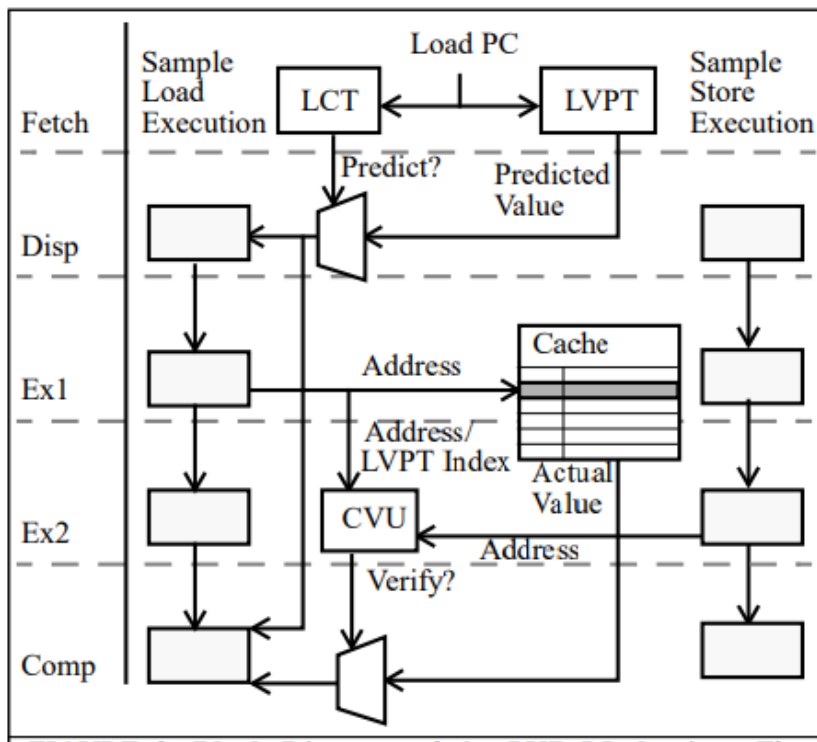 Load PC
Sample
Load
Execution
LCT
LVPT
Sample
Store
Execution
Fetch
Predict?
Predicted
Value
Disp
Cache
Address
Ex1
Address/
LVPT Index
Actual
Value
CVU
Ex2
Address
Verify?
Comp